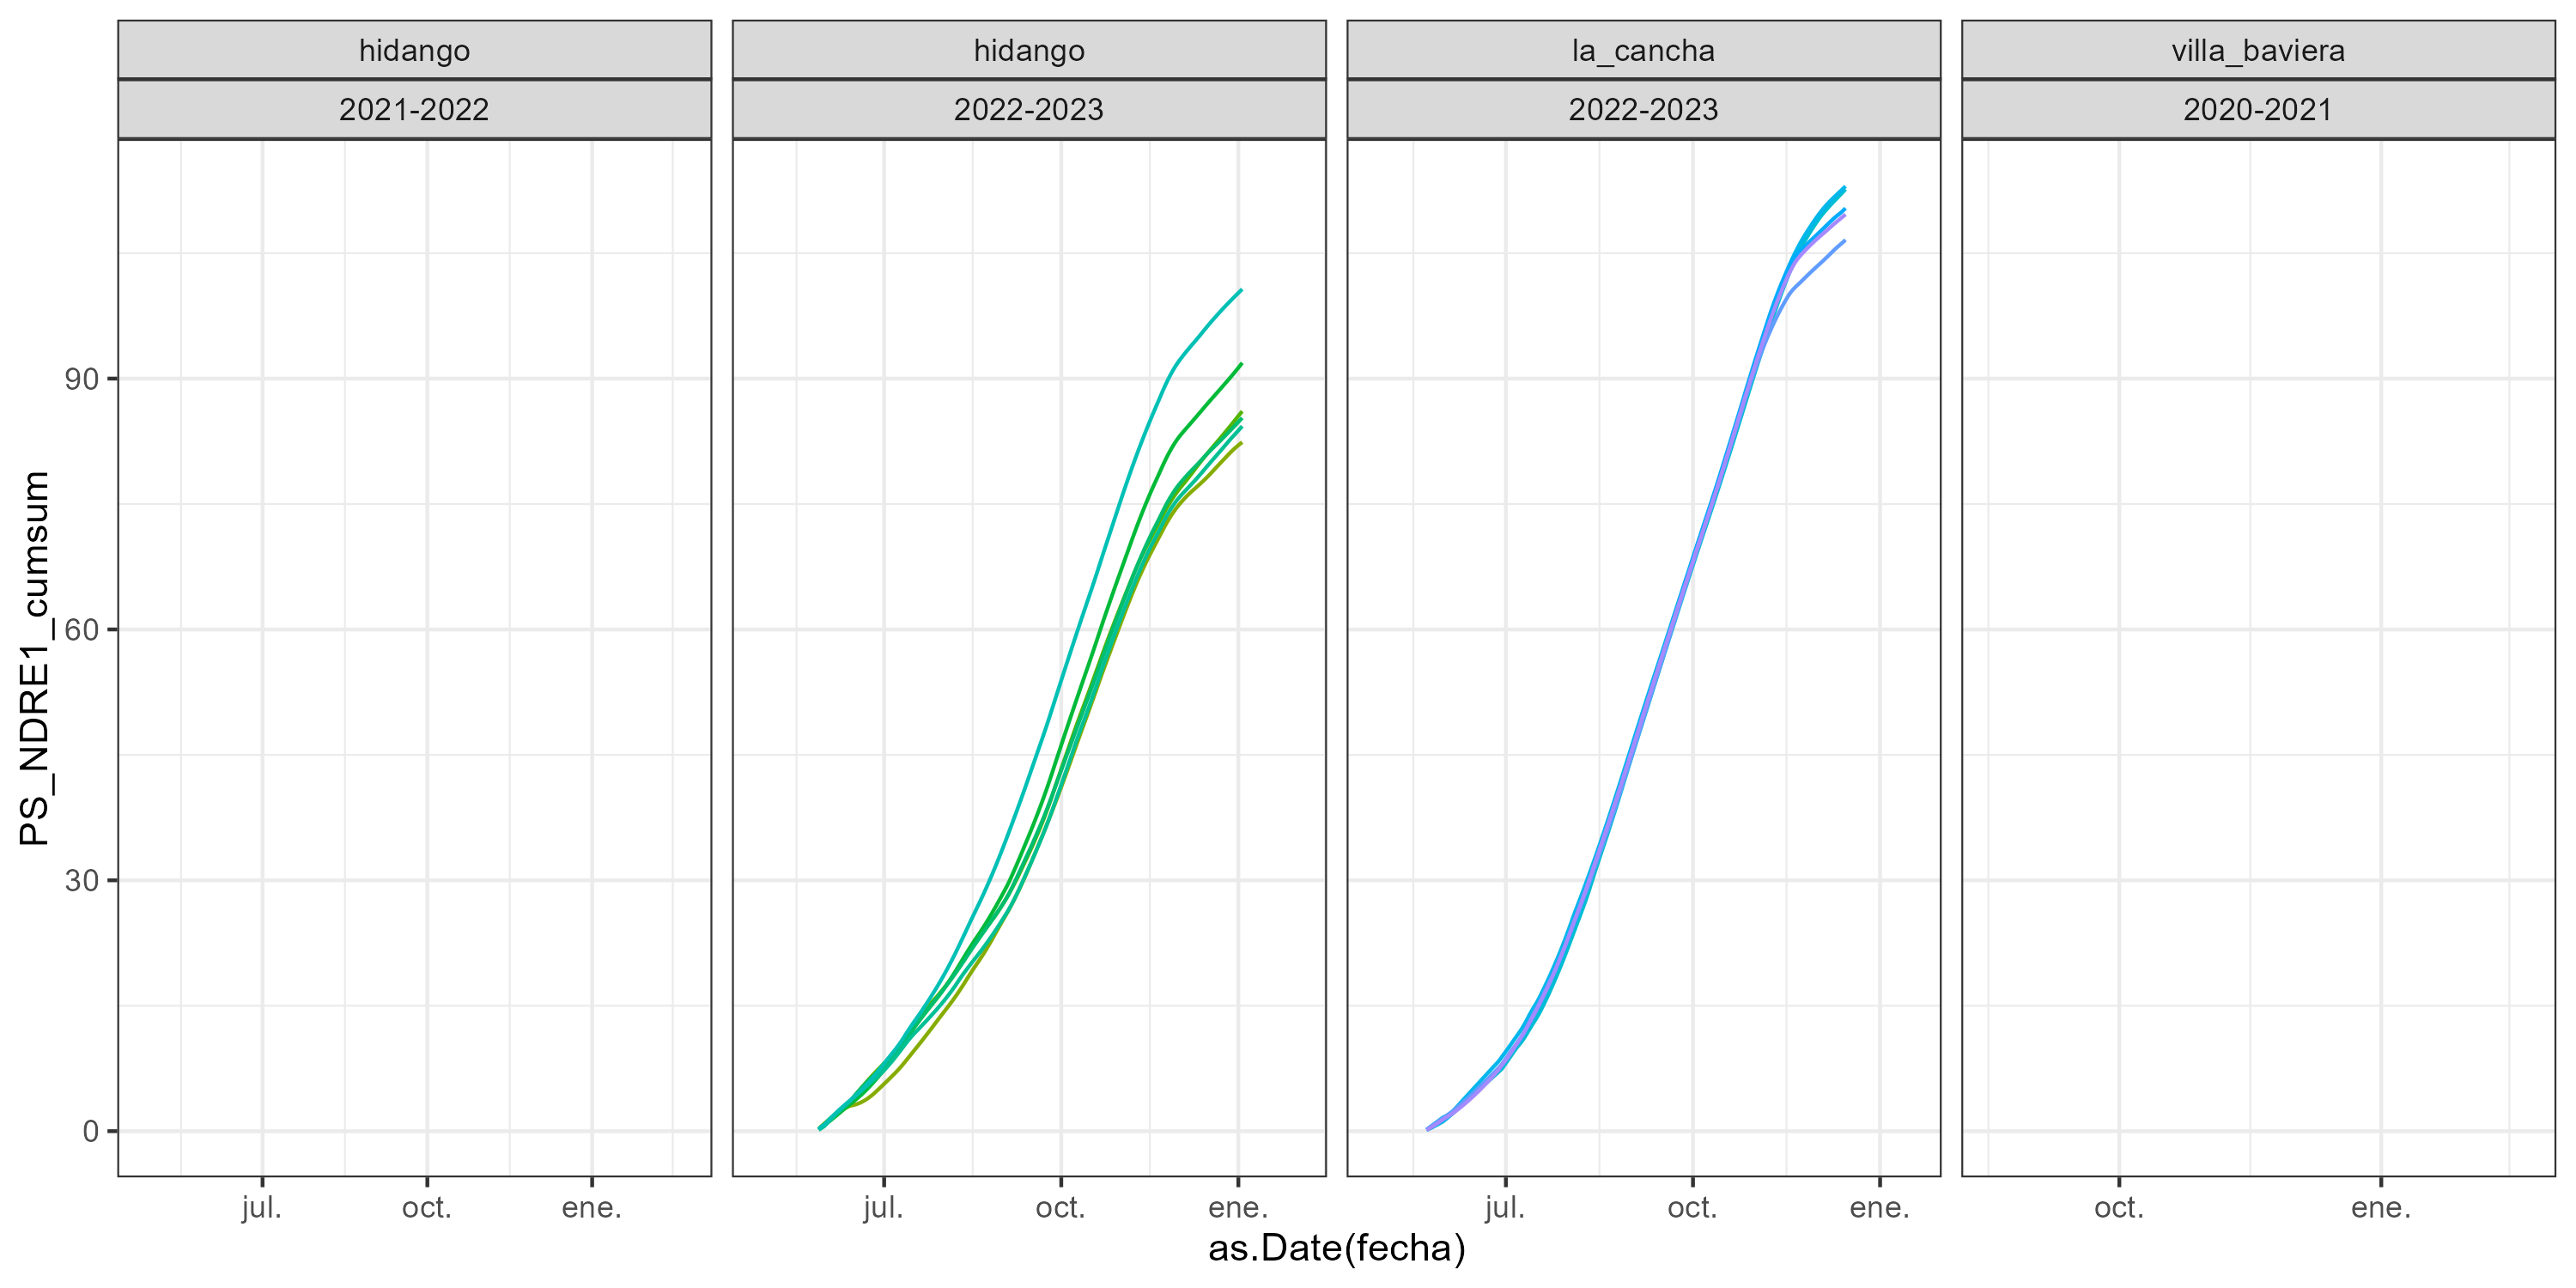 hidango
2021-2022
hidango
2022-2023
la_cancha
2022-2023
villa_baviera
2020-2021
PS_NDRE1_cumsum
90
60
30
0
jul.
oct.
ene.
jul.
oct.
ene.
jul.
oct.
ene.
oct.
ene.
as.Date(fecha)